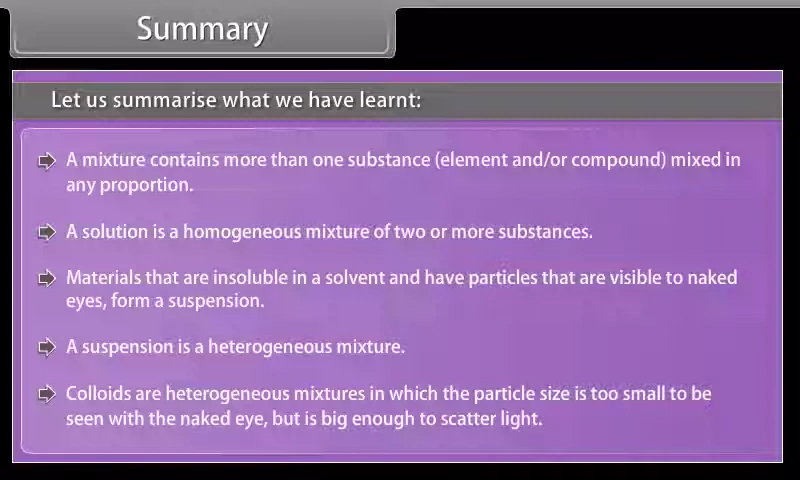 Summary
Let us summarise what we have learnt:
A mixture contains more than one substance (element and/or compound) mixed in
any proportion.
A solution is a homogeneous mixture of two or more substances.
Materials that are insoluble in a solvent and have particles that are visible to naked
eyes, form a suspension.
A suspension is a heterogeneous mixture.
Colloids are heterogeneous mixtures in which the particle size is too small to be
seen with the naked eye, but is big enough to scatter light.